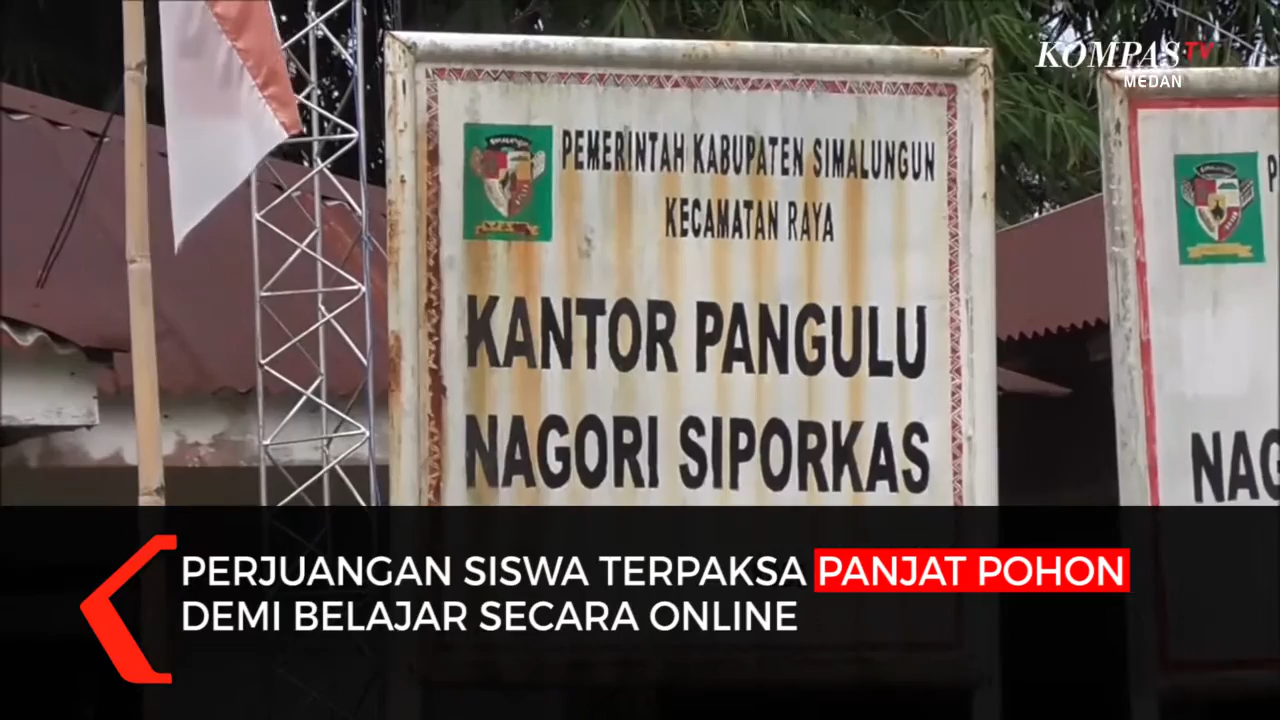 KOMPAS TV
MEDAN
PEMERINTAH KABUPATEN SIMALUNGUN
KECAMATAN RAYA
KANTOR PANGULU
NAGORI SIPORKAS
P
NAG
PERJUANGAN SISWA TERPAKSA PANJAT POHON
DEMI BELAJAR SECARA ONLINE